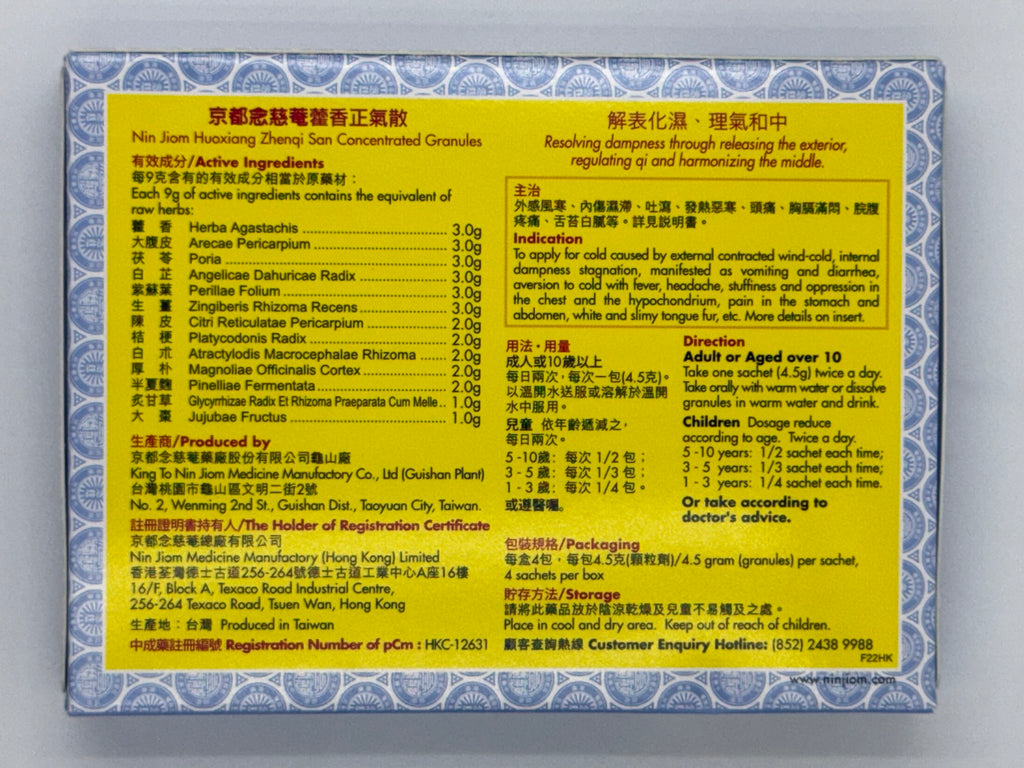 京都念慈菴藿香正氣散
Nin Jiom Huoxiang Zhenqi San Concentrated Granules
有效成分/Active Ingredients
每9克含有的有效成分相當於原藥材：
Each 9g of active ingredients contains the equivalent of
raw herbs:
藿 香 Herba Agastachis ........ 3.0g
大腹皮 Arecae Pericarpium ........ 3.0g
茯 苓 Poria ........ 3.0g
白 芷 Angelicae Dahuricae Radix ........ 3.0g
紫蘇葉 Perillae Folium ........ 3.0g
生 薑 Zingiberis Rhizoma Recens ........ 3.0g
陳 皮 Citri Reticulatae Pericarpium ........ 2.0g
桔 梗 Platycodonis Radix ........ 2.0g
白 朮 Atractylodis Macrocephalae Rhizoma ..... 2.0g
厚 朴 Magnoliae Officinalis Cortex ........ 2.0g
半夏麯 Pinelliae Fermentata ........ 2.0g
炙甘草 Glycyrrhizae Radix Et Rhizoma Praeparata Cum Melle.. 1.0g
大 棗 Jujubae Fructus ........ 1.0g
生產商/Produced by
京都念慈菴藥廠股份有限公司龜山廠
King To Nin Jiom Medicine Manufactory Co., Ltd (Guishan Plant)
台灣桃園市龜山區文明二街2號
No. 2, Wenming 2nd St., Guishan Dist., Taoyuan City, Taiwan.
註冊證明書持有人/The Holder of Registration Certificate
京都念慈菴總廠有限公司
Nin Jiom Medicine Manufactory (Hong Kong) Limited
香港荃灣德士古道256-264號德士古道工業中心A座16樓
16/F, Block A, Texaco Road Industrial Centre,
256-264 Texaco Road, Tsuen Wan, Hong Kong
生產地：台灣 Produced in Taiwan
中成藥註冊編號 Registration Number of pCm : HKC-12631
解表化濕、理氣和中
Resolving dampness through releasing the exterior,
regulating qi and harmonizing the middle.
主治
外感風寒、內傷濕滯、吐瀉、發熱惡寒、頭痛、胸膈滿悶、脘腹
疼痛、舌苔白膩等。詳見説明書。
Indication
To apply for cold caused by external contracted wind-cold, internal
dampness stagnation, manifested as vomiting and diarrhea,
aversion to cold with fever, headache, stuffiness and oppression in
the chest and the hypochondrium, pain in the stomach and
abdomen, white and slimy tongue fur, etc. More details on insert.
用法・用量
成人或10歲以上
每日兩次，每次一包(4.5克)。
以溫開水送服或溶解於溫開
水中服用。
兒童 依年齡遞減之，
每日兩次。
5 -10歲： 每次 1/2 包；
3 - 5 歲： 每次 1/3 包；
1 - 3 歲： 每次 1/4 包。
或遵醫囑。
Direction
Adult or Aged over 10
Take one sachet (4.5g) twice a day.
Take orally with warm water or dissolve
granules in warm water and drink.
Children Dosage reduce
according to age. Twice a day.
5 -10 years: 1/2 sachet each time;
3 - 5 years: 1/3 sachet each time;
1 - 3 years: 1/4 sachet each time.
Or take according to
doctor's advice.
包裝規格/Packaging
每盒4包，每包4.5克(顆粒劑)/4.5 gram (granules) per sachet,
4 sachets per box
貯存方法/Storage
請將此藥品放於陰涼乾燥及兒童不易觸及之處。
Place in cool and dry area. Keep out of reach of children.
顧客查詢熱線 Customer Enquiry Hotline: (852) 2438 9988
F22HK
www.ninjiom.com